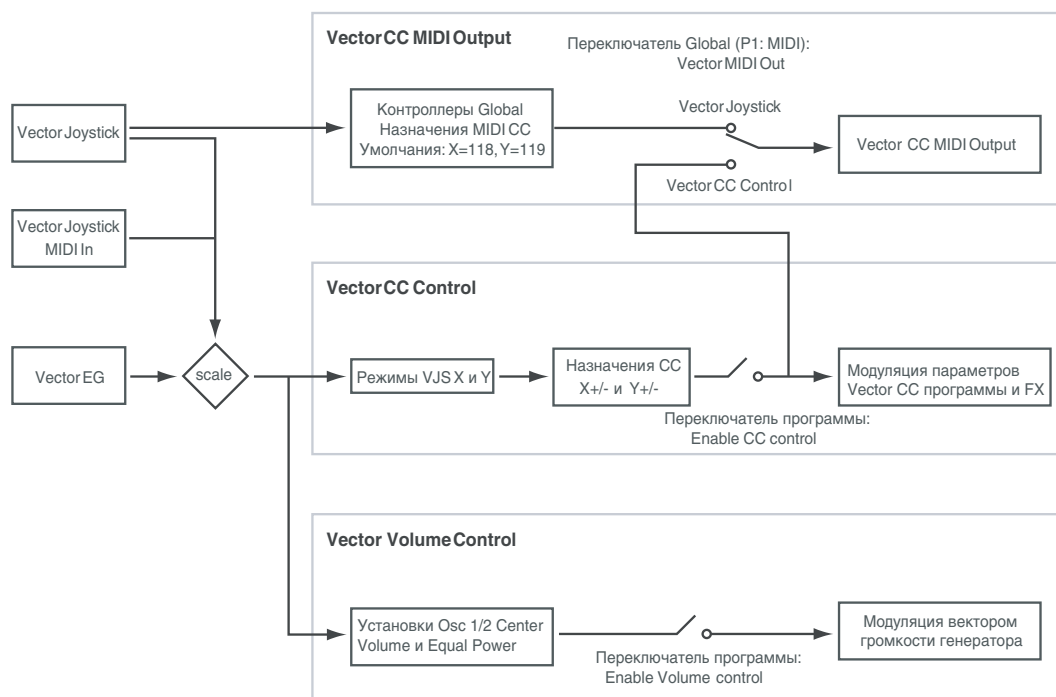 Vector CC MIDI Output
Переключатель Global (P1: MIDI):
Vector MIDI Out
Vector Joystick
Контроллеры Global
Назначения MIDI CC
Умолчания: X=118, Y=119
Vector Joystick
Vector CC MIDI Output
Vector CC Control
Vector Joystick
MIDI In
Vector CC Control
Vector EG
scale
Режимы VJS X и Y
Назначения CC
X+/- и Y+/-
Модуляция параметров
Vector CC программы и FX
Переключатель программы:
Enable CC control
Vector Volume Control
Установки Osc 1/2 Center
Volume и Equal Power
Модуляция вектором
громкости генератора
Переключатель программы:
Enable Volume control